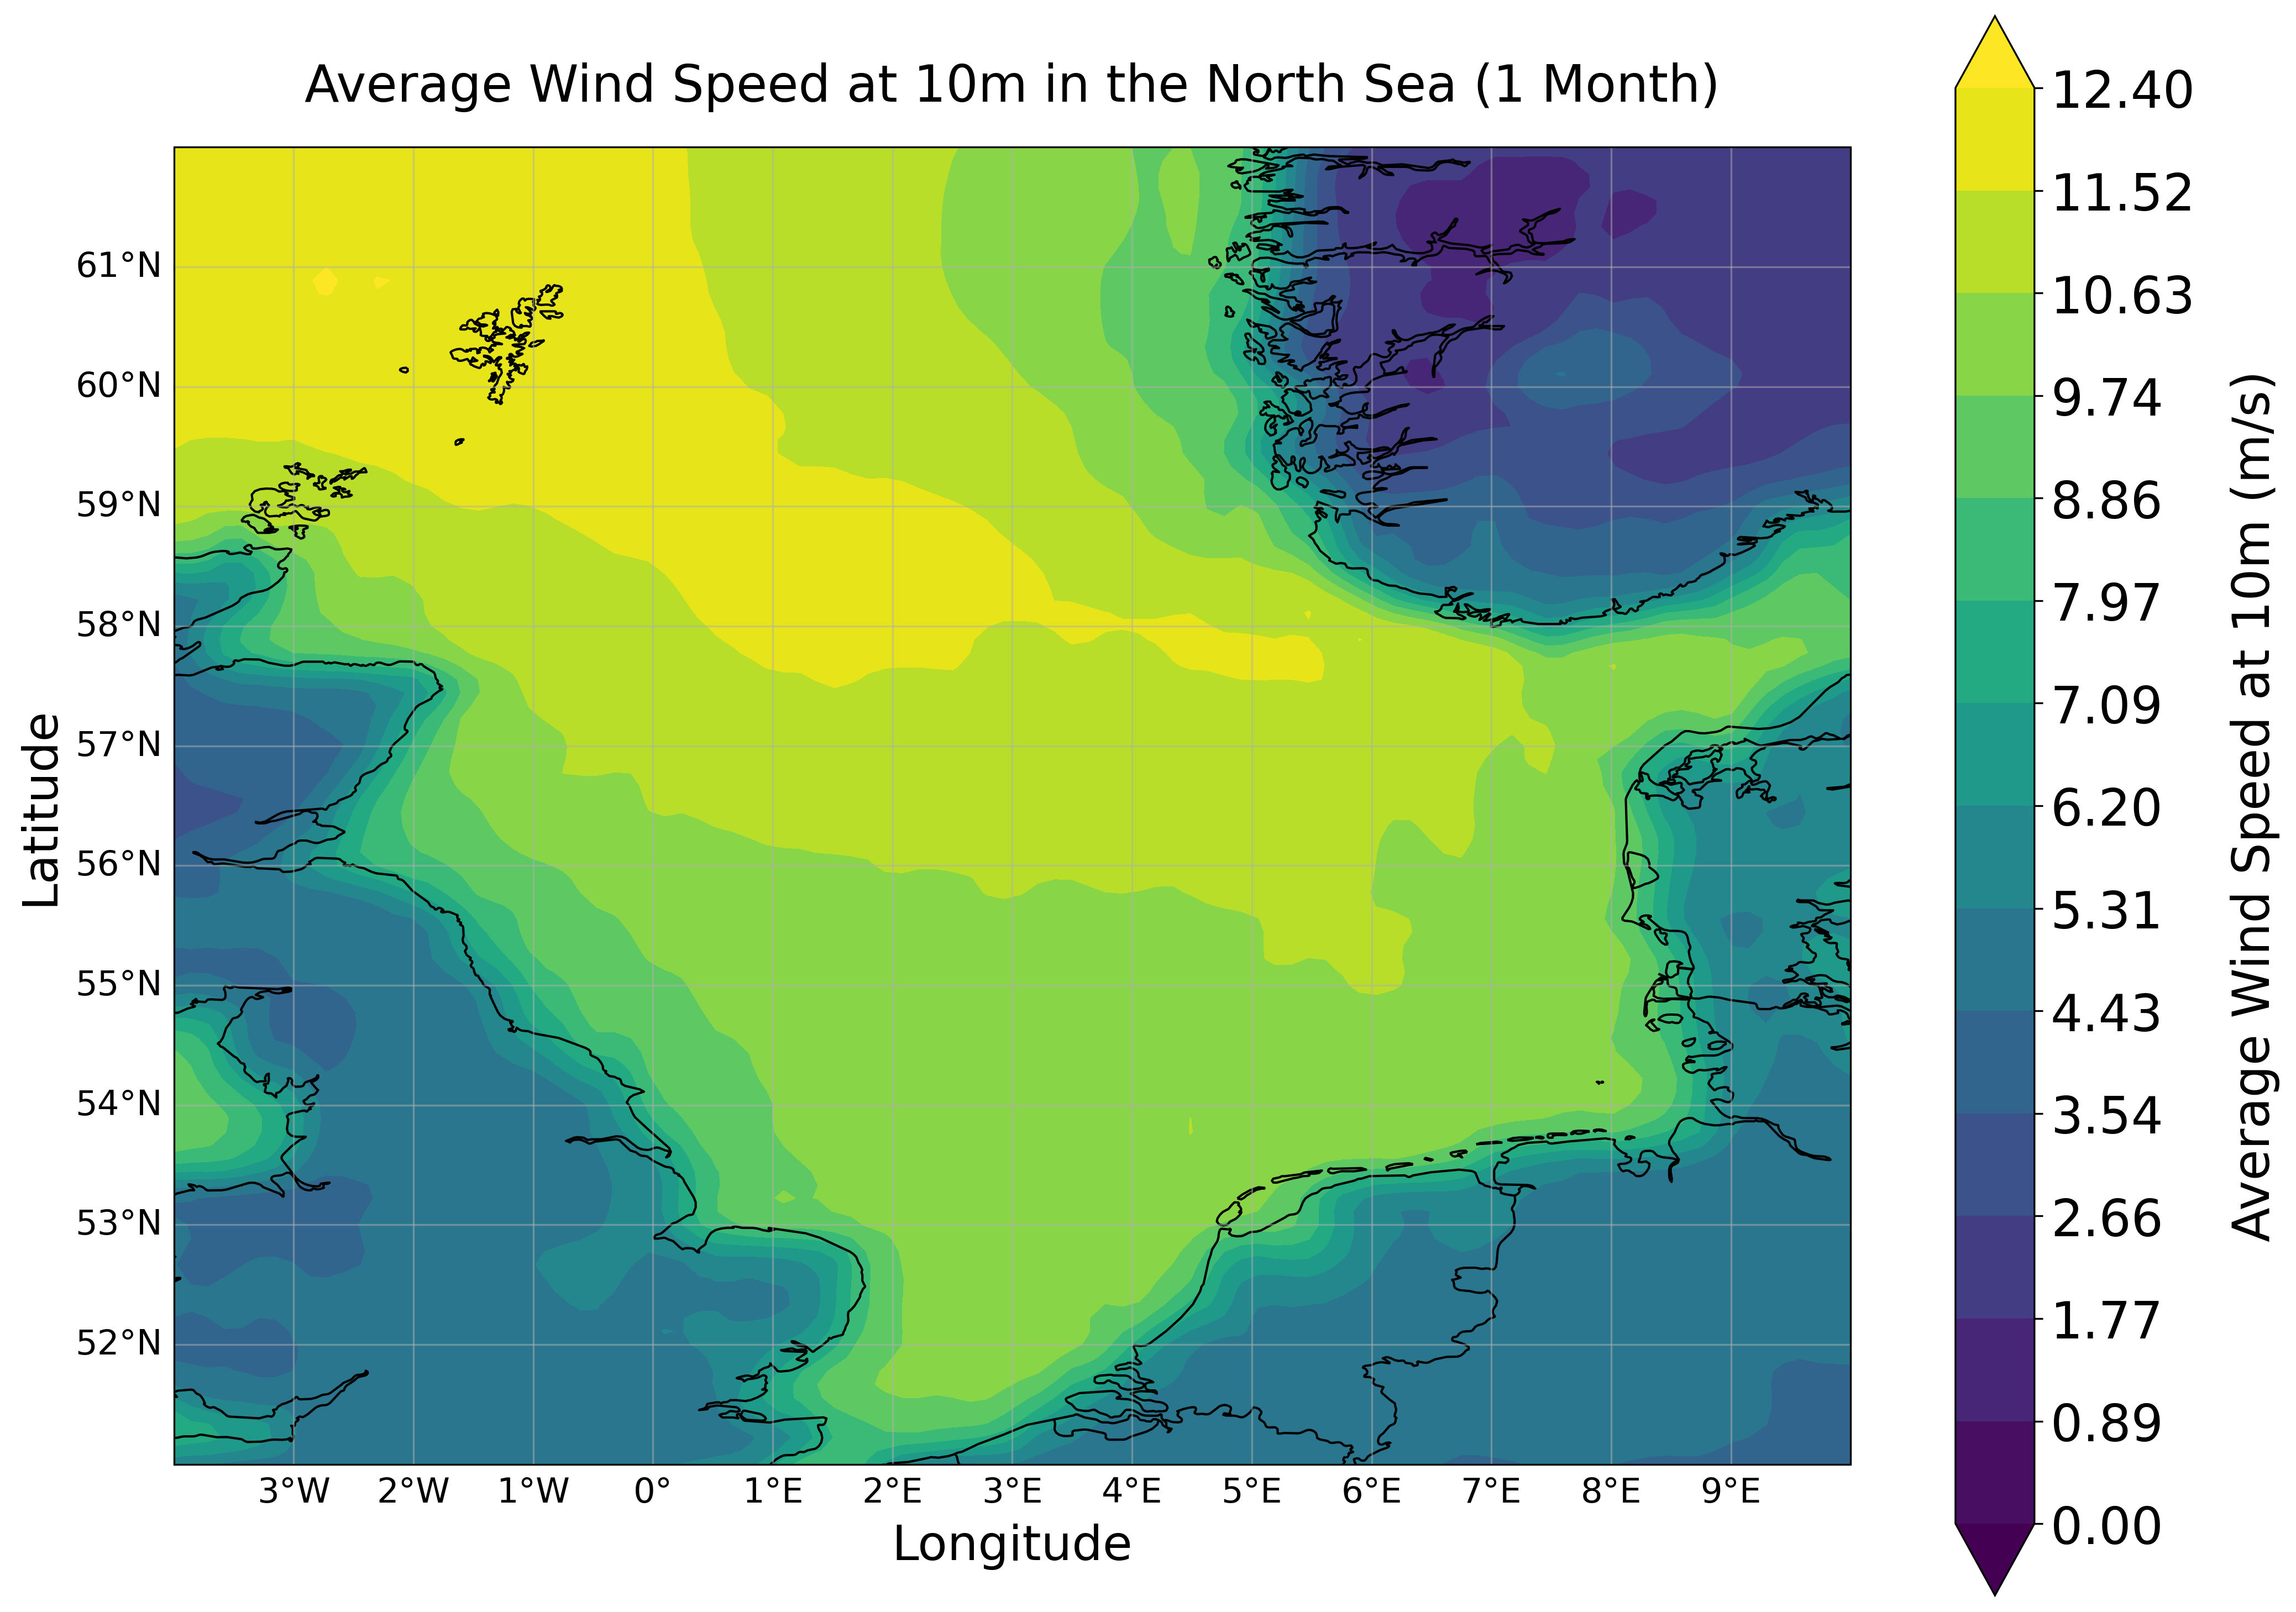 Average Wind Speed at 10m in the North Sea (1 Month)
61°N
60°N
59°N
58°N
57°N
56°N
55°N
54°N
53°N
52°N
Latitude
3°W 2°W 1°W 0° 1°E 2°E 3°E 4°E 5°E 6°E 7°E 8°E 9°E
Longitude
12.40
11.52
10.63
9.74
8.86
7.97
7.09
6.20
5.31
4.43
3.54
2.66
1.77
0.89
0.00
Average Wind Speed at 10m (m/s)